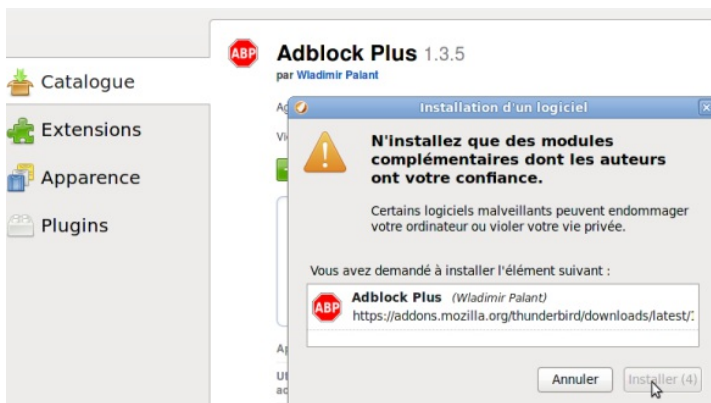 ABP
Adblock Plus 1.3.5
par Wladimir Palant
Catalogue
Extensions
Apparence
Plugins
Installation d'un logiciel
N'installez que des modules
complémentaires dont les auteurs
ont votre confiance.
Certains logiciels malveillants peuvent endommager
votre ordinateur ou violer votre vie privée.
Vous avez demandé à installer l'élément suivant :
ABP
Adblock Plus (Wladimir Palant)
https://addons.mozilla.org/thunderbird/downloads/latest/
Annuler
Installer (4)